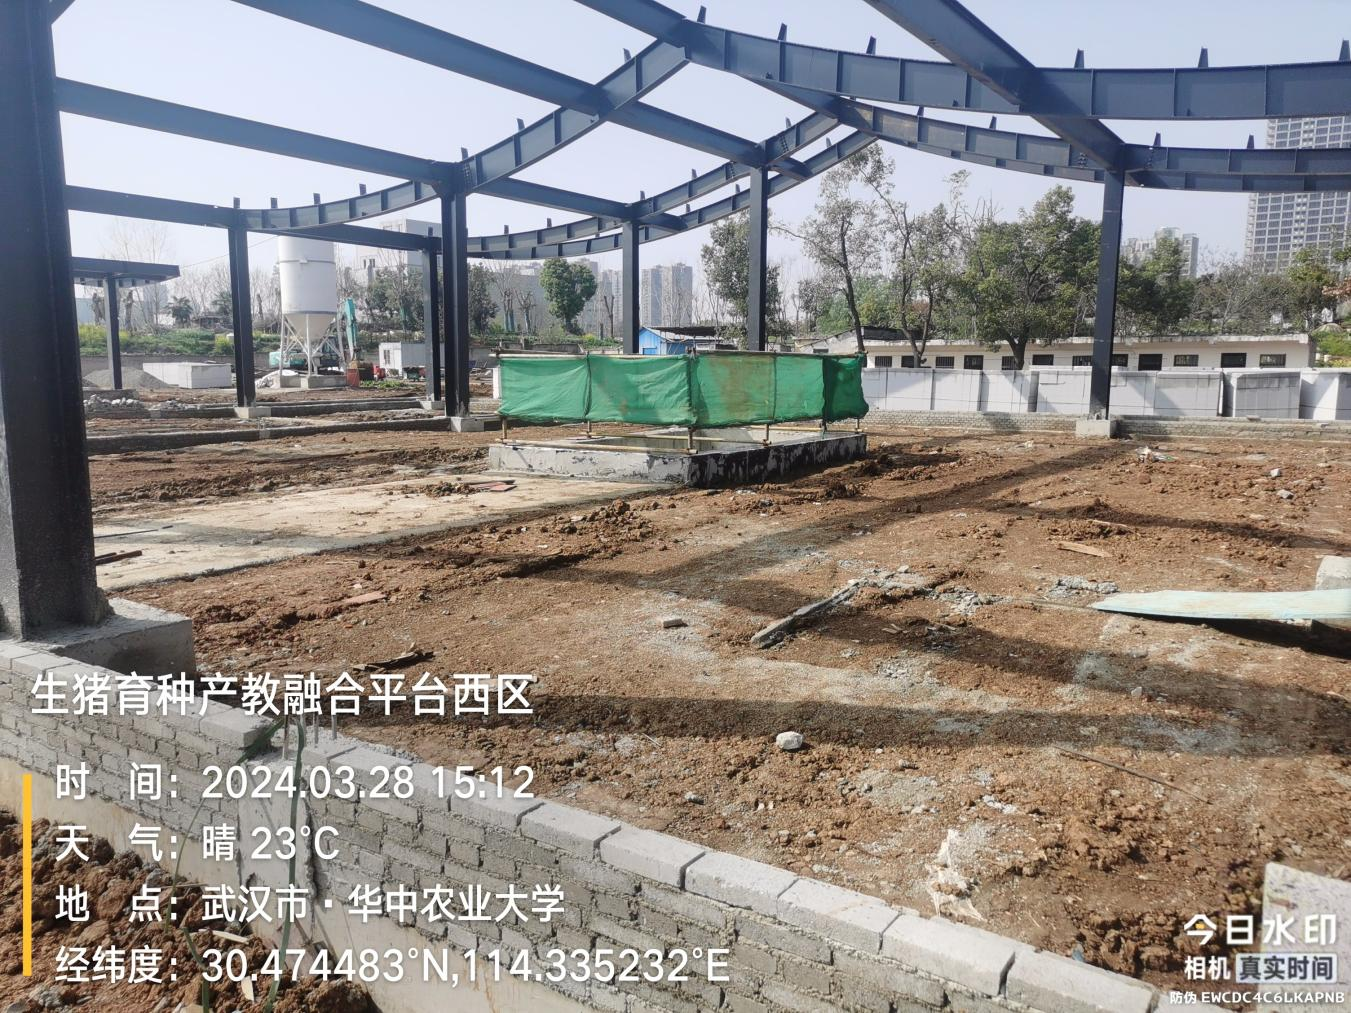 生猪育种产教融合平台西区
时 间：2024.03.28 15:12
天 气：晴 23℃
地 点：武汉市·华中农业大学
经纬度：30.474483°N,114.335232°E
今日水印
相机 真实时间
防伪 EWCDC4C6LKAPNB